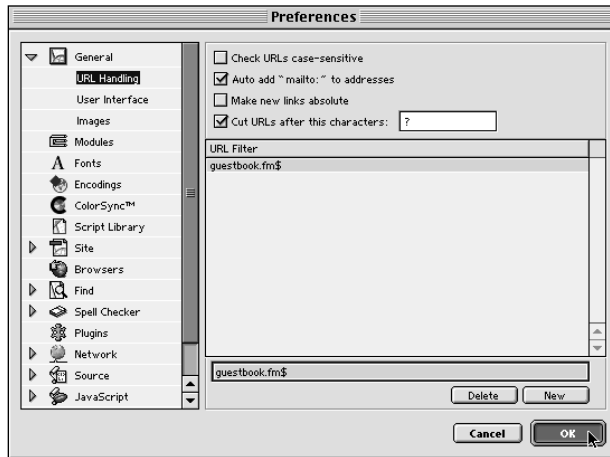 Preferences
General
URL Handling
User Interface
Images
Modules
Fonts
Encodings
ColorSync™
Script Library
Site
Browsers
Find
Spell Checker
Plugins
Network
Source
JavaScript
Check URLs case-sensitive
Auto add "mailto:" to addresses
Make new links absolute
Cut URLs after this characters: ?
URL Filter
guestbook.fm$
guestbook.fm$
Delete New
Cancel OK